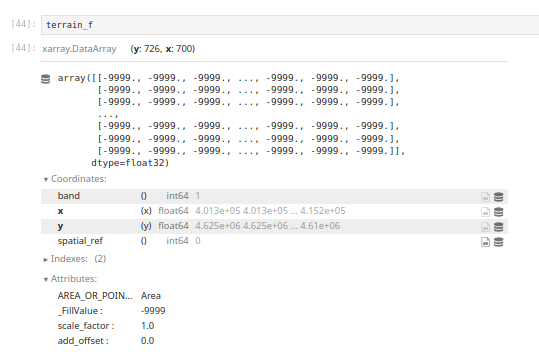 [44]: terrain_f
[44]: xarray.DataArray (y: 726, x: 700)
array([[-9999., -9999., -9999., ..., -9999., -9999., -9999.],
[-9999., -9999., -9999., ..., -9999., -9999., -9999.],
[-9999., -9999., -9999., ..., -9999., -9999., -9999.],
...,
[-9999., -9999., -9999., ..., -9999., -9999., -9999.],
[-9999., -9999., -9999., ..., -9999., -9999., -9999.],
[-9999., -9999., -9999., ..., -9999., -9999., -9999.]],
dtype=float32)
▾ Coordinates:
band () int64 1
x (x) float64 4.013e+05 4.013e+05 ... 4.152e+05
y (y) float64 4.625e+06 4.625e+06 ... 4.61e+06
spatial_ref () int64 0
▸ Indexes: (2)
▾ Attributes:
AREA_OR_POIN... Area
_FillValue : -9999
scale_factor : 1.0
add_offset : 0.0